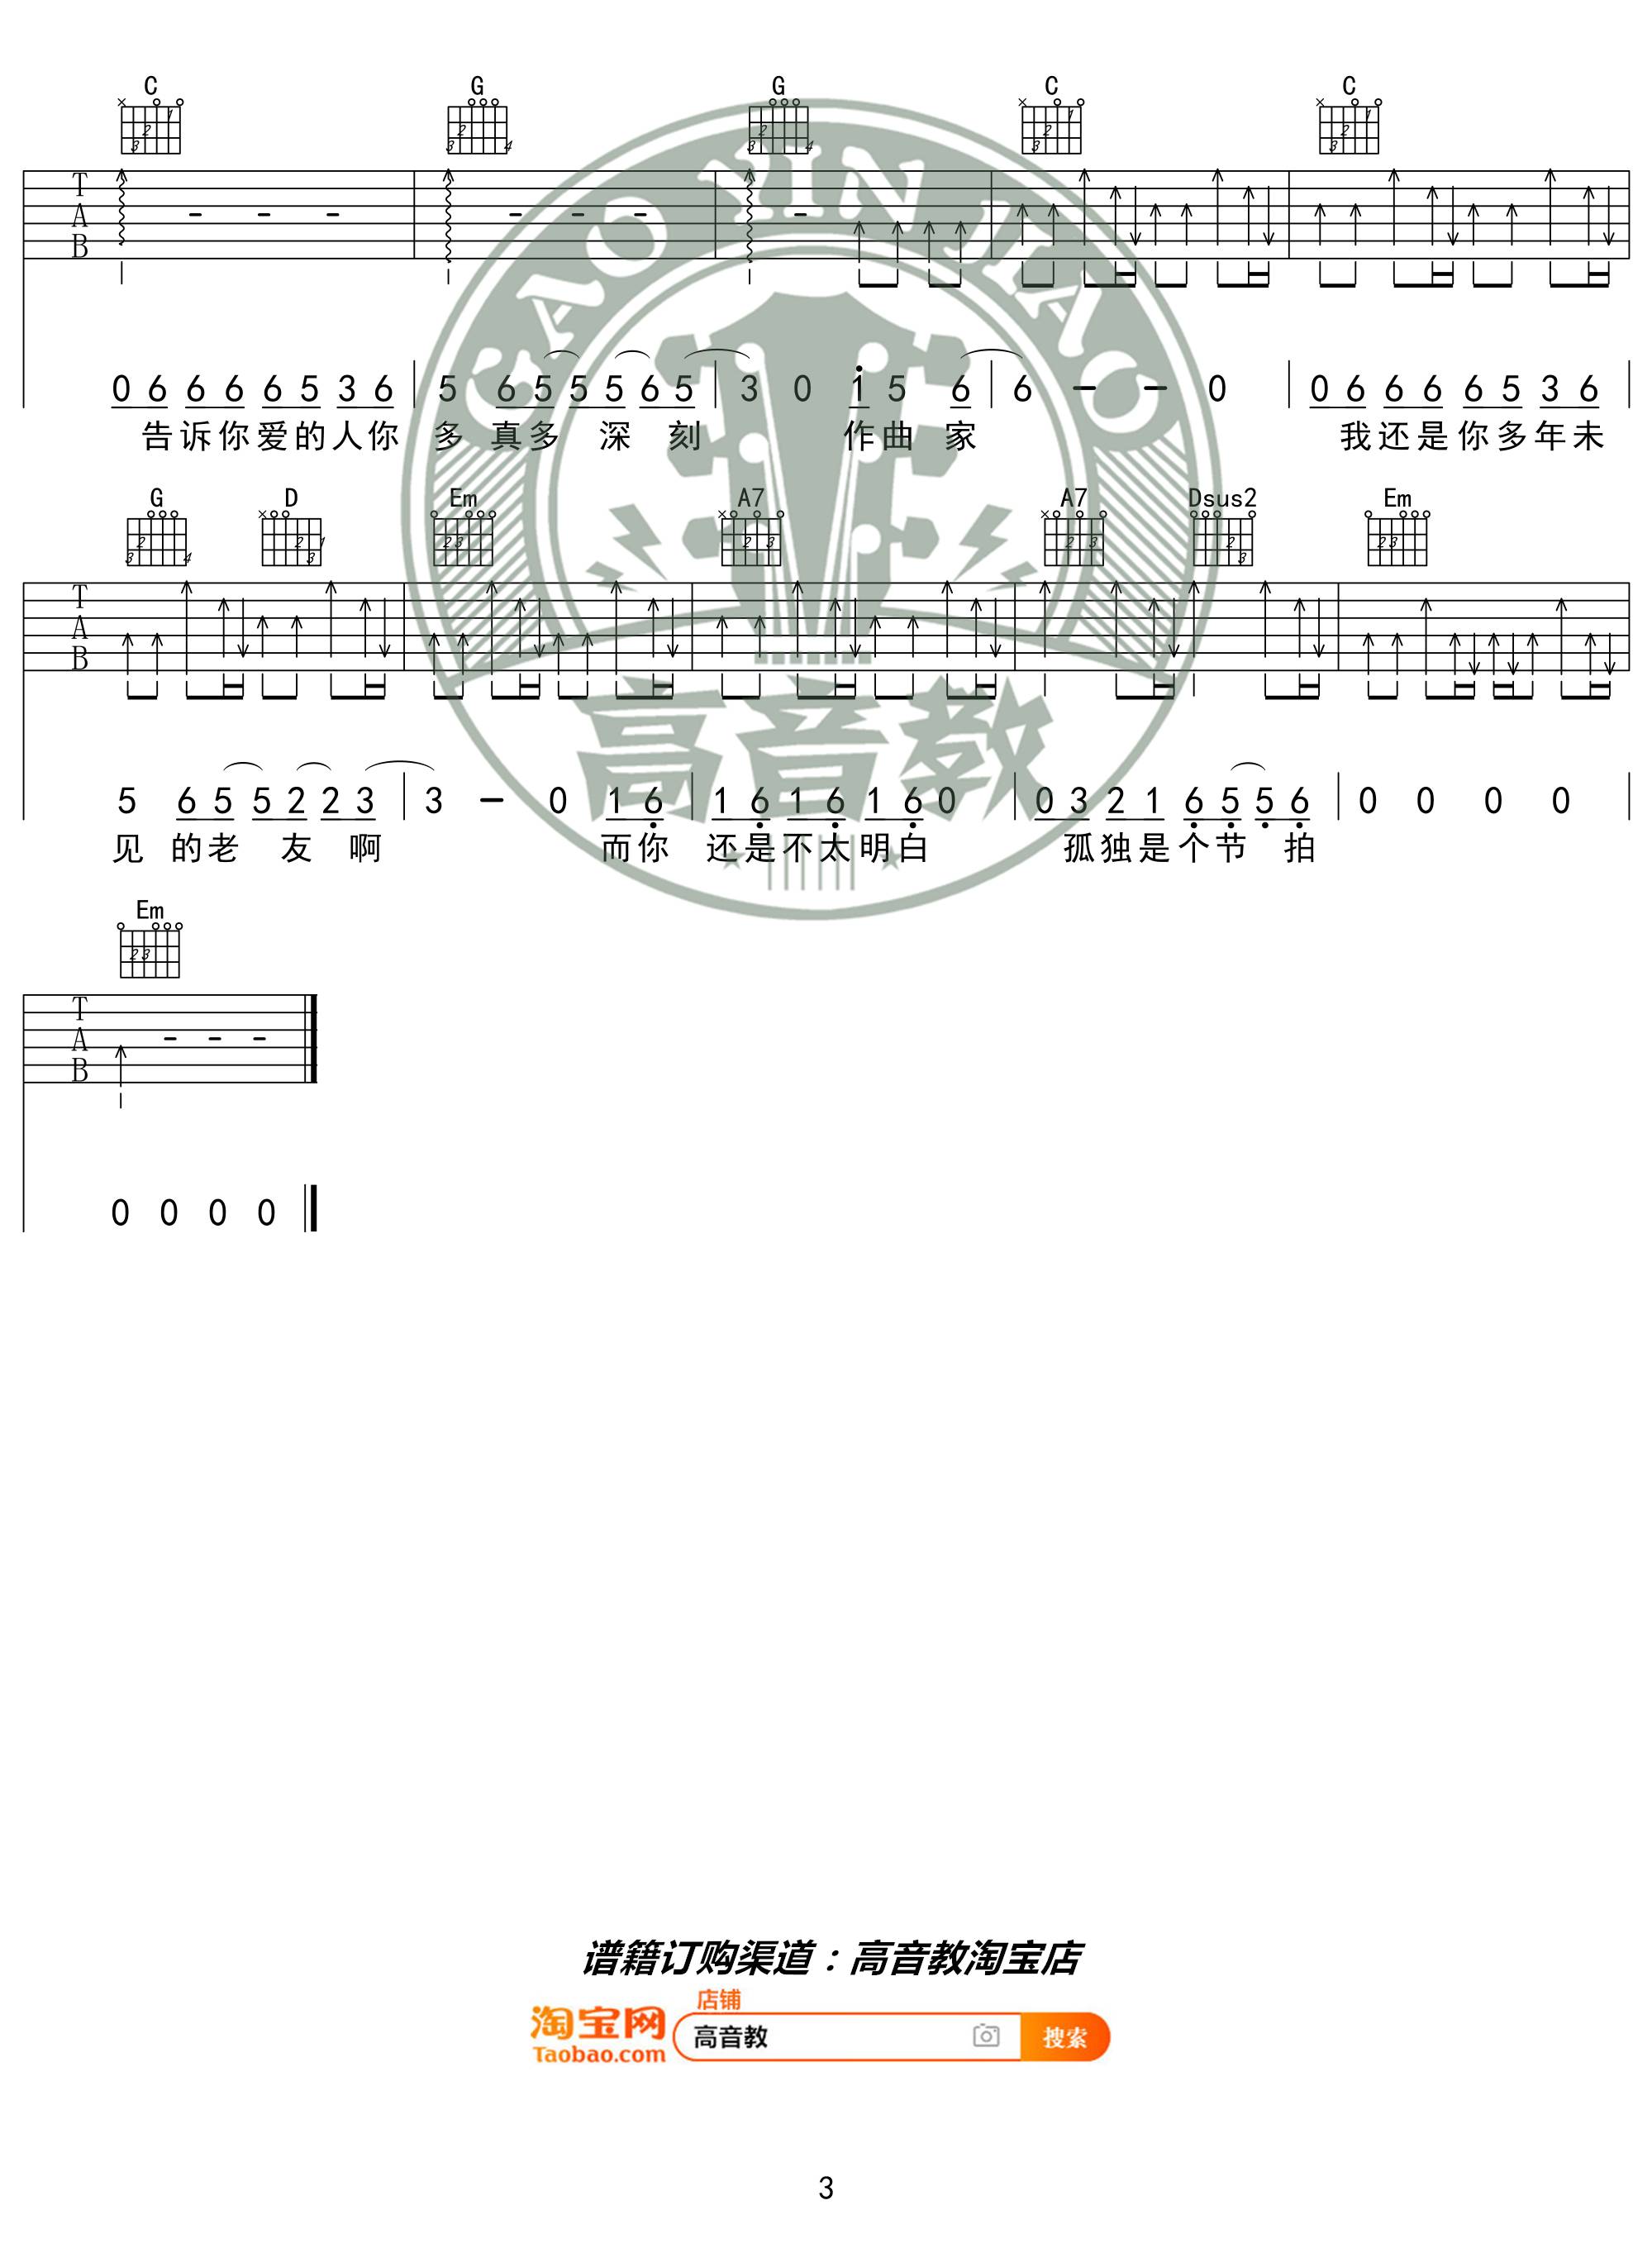 C G G C C
T
A
B
0 6 6 6 6 5 3 6 5 6 5 5 5 6 5 3 0 1 5 6 6 - - 0 0 6 6 6 6 5 3 6
告诉你爱的人你 多 真多 深 刻 作曲 家 我还是你多年未
G D Em A7 A7 Dsus2 Em
T
A
B
5 6 5 5 2 2 3 3 - 0 1 6 1 6 1 6 1 6 0 0 3 2 1 6 5 5 6 0 0 0 0
见 的老 友 啊 而你 还是不太明白 孤独是个节 拍
Em
T
A
B
0 0 0 0
CAO YIN JIAO
高音教
谱籍订购渠道：高音教淘宝店
店铺
淘宝网 高音教 搜索
Taobao.com
3